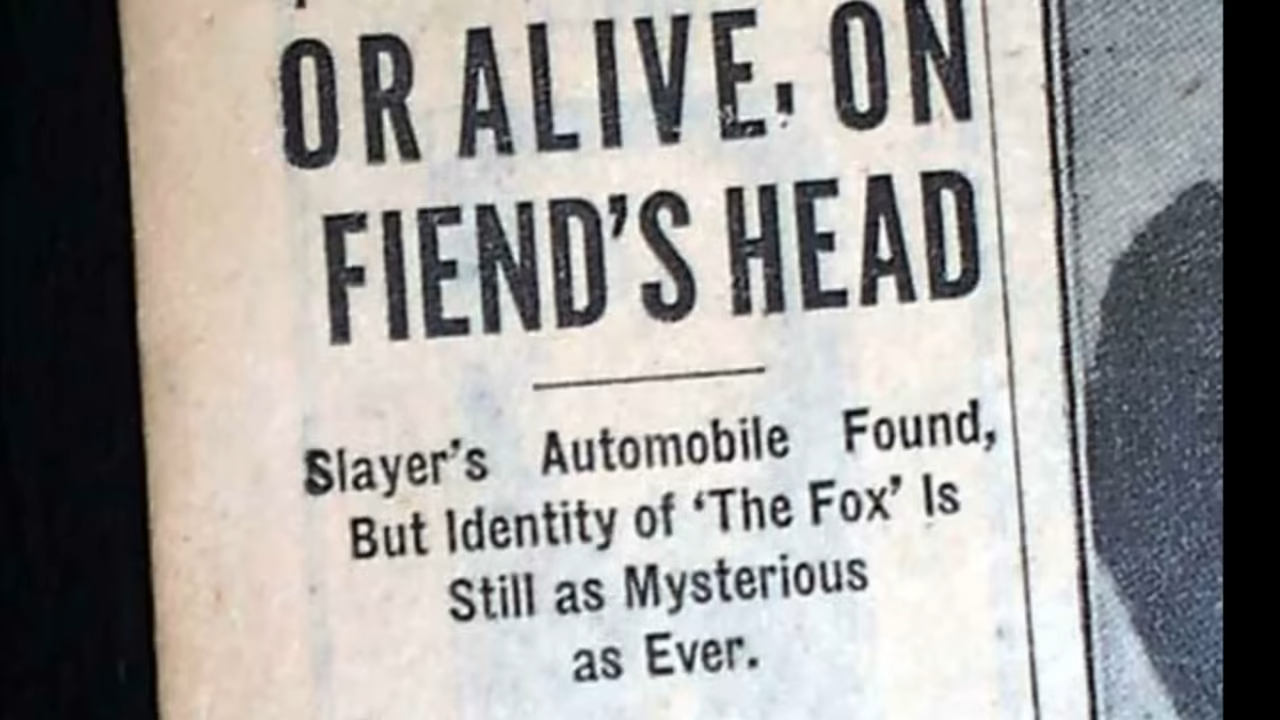 OR ALIVE, ON
FIEND'S HEAD
Slayer's Automobile Found,
But Identity of 'The Fox' Is
Still as Mysterious
as Ever.